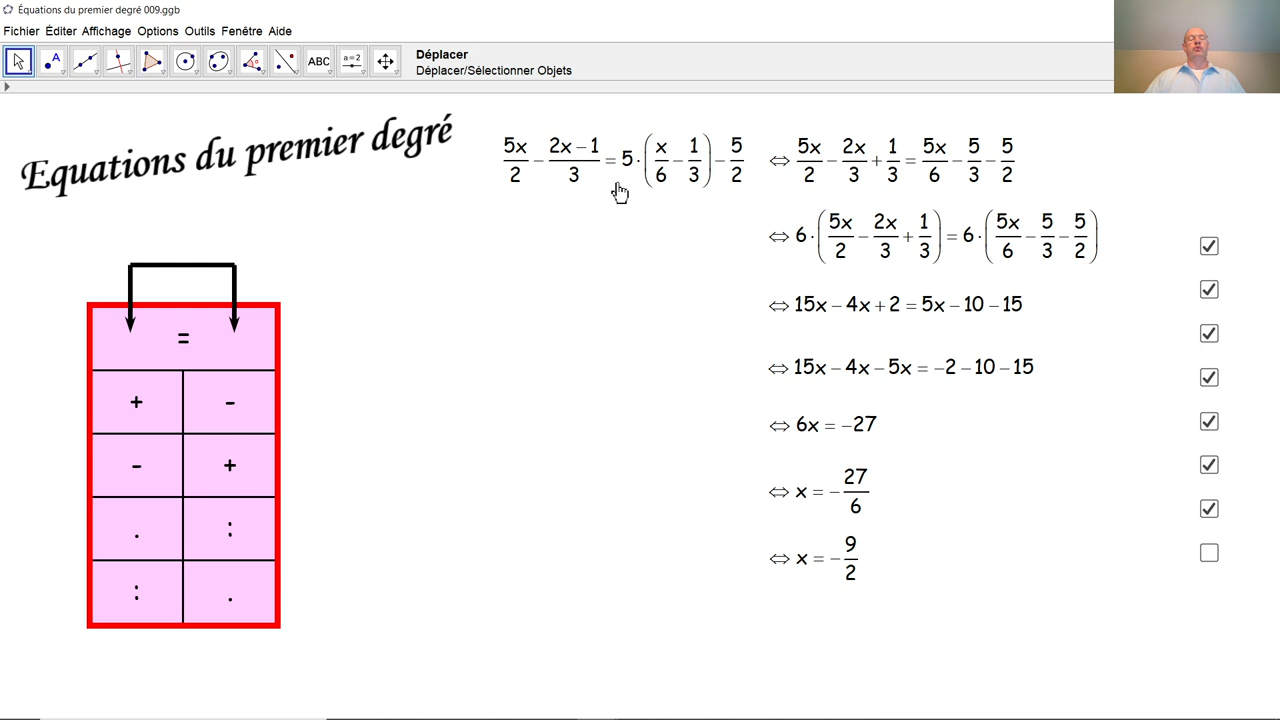 Équations du premier degré 009.ggb
Fichier Éditer Affichage Options Outils Fenêtre Aide
A
ABC
a=2
Déplacer
Déplacer/Sélectionner Objets
Equations du premier degré
5x/2 − (2x − 1)/3 = 5 · (x/6 − 1/3) − 5/2 ⇔ 5x/2 − 2x/3 + 1/3 = 5x/6 − 5/3 − 5/2
⇔ 6 · (5x/2 − 2x/3 + 1/3) = 6 · (5x/6 − 5/3 − 5/2)
⇔ 15x − 4x + 2 = 5x − 10 − 15
⇔ 15x − 4x − 5x = −2 − 10 − 15
⇔ 6x = −27
⇔ x = −27/6
⇔ x = −9/2
=
+ -
- +
. :
: .